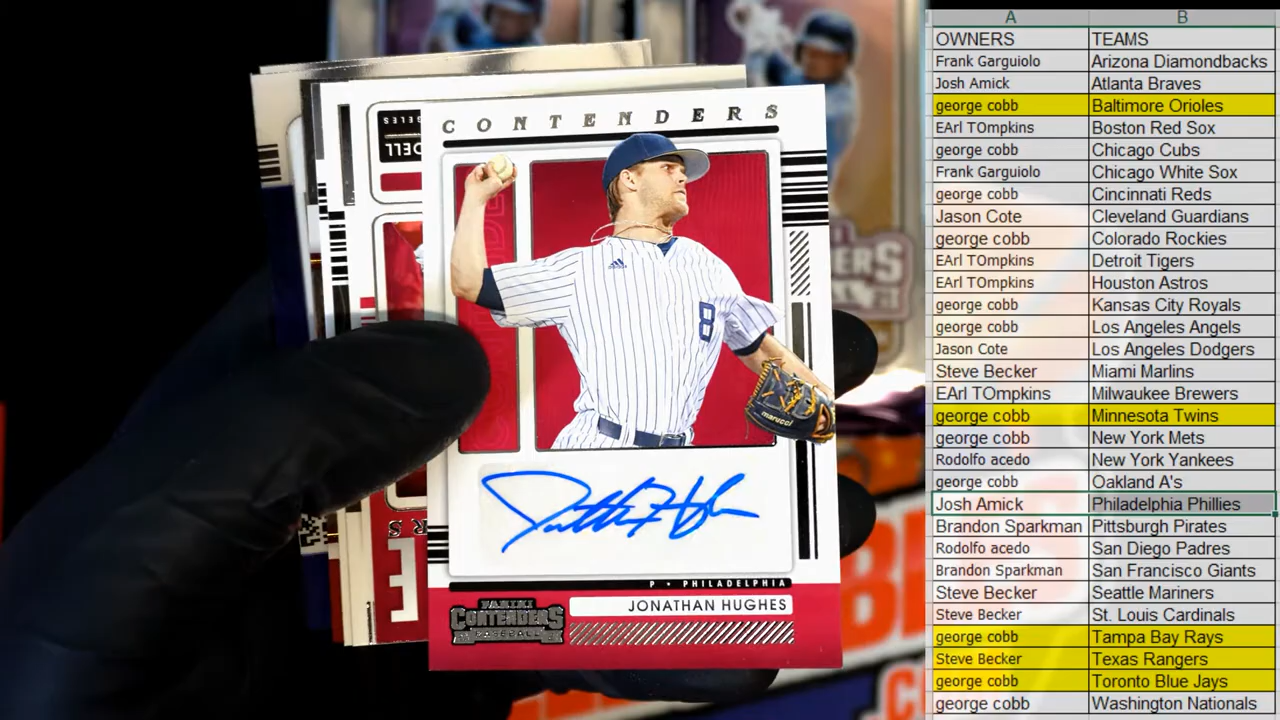 CONTENDERS
DELL
8
marucci
P • PHILADELPHIA
JONATHAN HUGHES
PANINI
CONTENDERS
BASEBALL
A B
OWNERS TEAMS
Frank Garguiolo Arizona Diamondbacks
Josh Amick Atlanta Braves
george cobb Baltimore Orioles
EArl TOmpkins Boston Red Sox
george cobb Chicago Cubs
Frank Garguiolo Chicago White Sox
george cobb Cincinnati Reds
Jason Cote Cleveland Guardians
george cobb Colorado Rockies
EArl TOmpkins Detroit Tigers
EArl TOmpkins Houston Astros
george cobb Kansas City Royals
george cobb Los Angeles Angels
Jason Cote Los Angeles Dodgers
Steve Becker Miami Marlins
EArl TOmpkins Milwaukee Brewers
george cobb Minnesota Twins
george cobb New York Mets
Rodolfo acedo New York Yankees
george cobb Oakland A's
Josh Amick Philadelphia Phillies
Brandon Sparkman Pittsburgh Pirates
Rodolfo acedo San Diego Padres
Brandon Sparkman San Francisco Giants
Steve Becker Seattle Mariners
Steve Becker St. Louis Cardinals
george cobb Tampa Bay Rays
Steve Becker Texas Rangers
george cobb Toronto Blue Jays
george cobb Washington Nationals